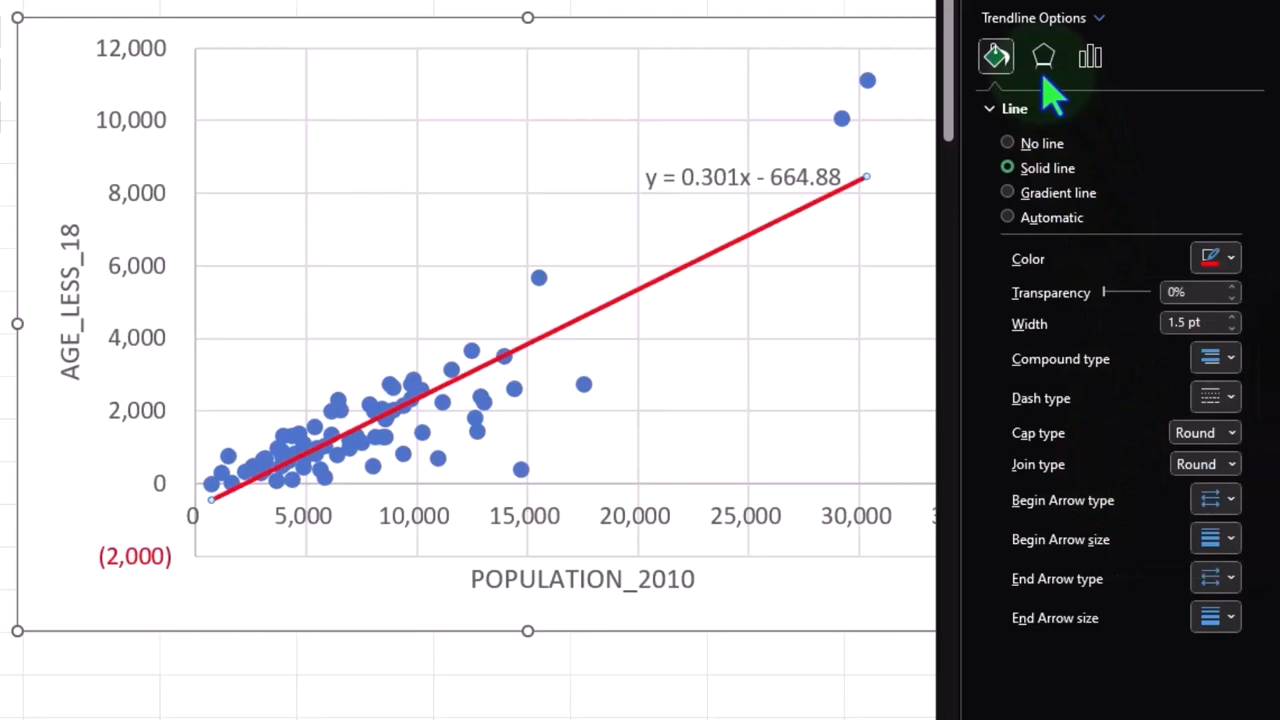 12,000
10,000
8,000
6,000
4,000
2,000
0
(2,000)
AGE_LESS_18
y = 0.301x - 664.88
0 5,000 10,000 15,000 20,000 25,000 30,000
POPULATION_2010
Trendline Options
Line
No line
Solid line
Gradient line
Automatic
Color
Transparency 0%
Width 1.5 pt
Compound type
Dash type
Cap type Round
Join type Round
Begin Arrow type
Begin Arrow size
End Arrow type
End Arrow size